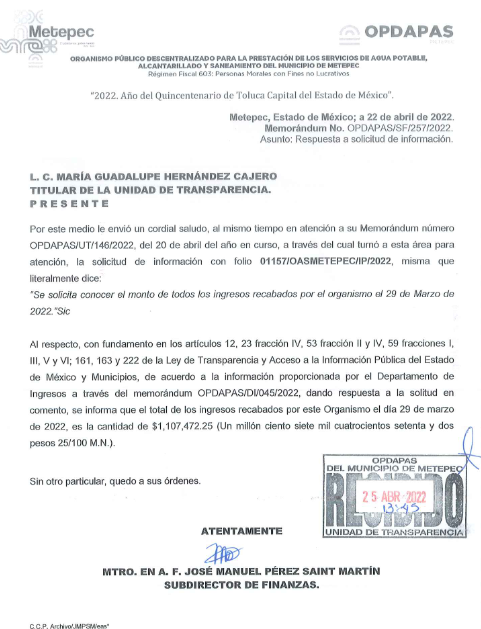 Metepec
OPDAPAS
ORGANISMO PÚBLICO DESCENTRALIZADO PARA LA PRESTACIÓN DE LOS SERVICIOS DE AGUA POTABLE,
ALCANTARILLADO Y SANEAMIENTO DEL MUNICIPIO DE METEPEC
Régimen Fiscal 603: Personas Morales con Fines no Lucrativos
"2022. Año del Quincentenario de Toluca Capital del Estado de México".
Metepec, Estado de México; a 22 de abril de 2022.
Memorándum No. OPDAPAS/SF/257/2022.
Asunto: Respuesta a solicitud de información.
L. C. MARÍA GUADALUPE HERNÁNDEZ CAJERO
TITULAR DE LA UNIDAD DE TRANSPARENCIA.
P R E S E N T E
Por este medio le envió un cordial saludo, al mismo tiempo en atención a su Memorándum número
OPDAPAS/UT/146/2022, del 20 de abril del año en curso, a través del cual turnó a esta área para
atención, la solicitud de información con folio 01157/OASMETEPEC/IP/2022, misma que
literalmente dice:
"Se solicita conocer el monto de todos los ingresos recabados por el organismo el 29 de Marzo de
2022."Sic
Al respecto, con fundamento en los artículos 12, 23 fracción IV, 53 fracción II y IV, 59 fracciones I,
III, V y VI; 161, 163 y 222 de la Ley de Transparencia y Acceso a la Información Pública del Estado
de México y Municipios, de acuerdo a la información proporcionada por el Departamento de
Ingresos a través del memorándum OPDAPAS/DI/045/2022, dando respuesta a la solitud en
comento, se informa que el total de los ingresos recabados por este Organismo el día 29 de marzo
de 2022, es la cantidad de $1,107,472.25 (Un millón ciento siete mil cuatrocientos setenta y dos
pesos 25/100 M.N.).
Sin otro particular, quedo a sus órdenes.
OPDAPAS
DEL MUNICIPIO DE METEPEC
RECIBIDO
25 ABR 2022
13:45
UNIDAD DE TRANSPARENCIA
ATENTAMENTE
MTRO. EN A. F. JOSÉ MANUEL PÉREZ SAINT MARTÍN
SUBDIRECTOR DE FINANZAS.
C.C.P. Archivo/JMPSM/eas*